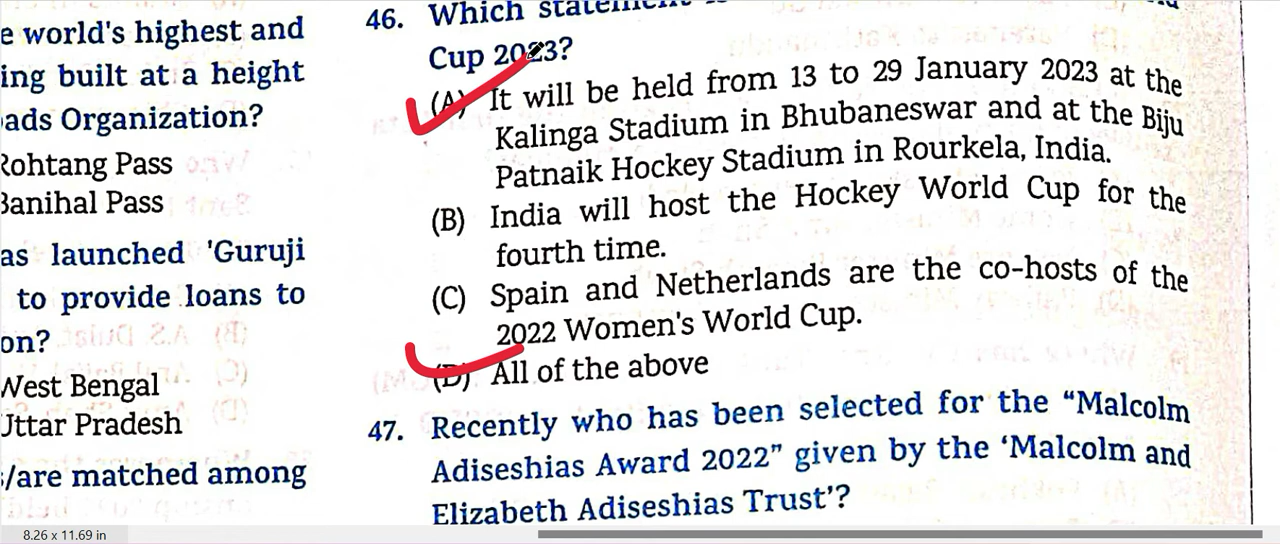 e world's highest and
ing built at a height
ads Organization?
Rohtang Pass
Banihal Pass
as launched 'Guruji
to provide loans to
on?
West Bengal
Uttar Pradesh
s/are matched among
46. Which statement
Cup 2023?
(A) It will be held from 13 to 29 January 2023 at the
Kalinga Stadium in Bhubaneswar and at the Biju
Patnaik Hockey Stadium in Rourkela, India.
(B) India will host the Hockey World Cup for the
fourth time.
(C) Spain and Netherlands are the co-hosts of the
2022 Women's World Cup.
(D) All of the above
47. Recently who has been selected for the “Malcolm
Adiseshias Award 2022” given by the ‘Malcolm and
Elizabeth Adiseshias Trust’?
8.26 x 11.69 in